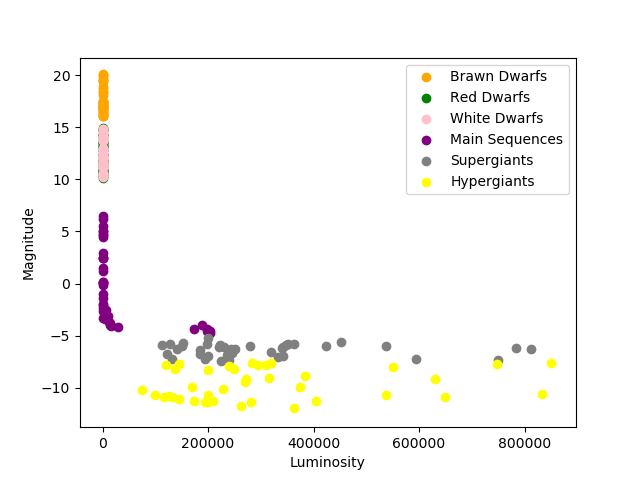 Brawn Dwarfs
Red Dwarfs
White Dwarfs
Main Sequences
Supergiants
Hypergiants
20
15
10
5
0
−5
−10
Magnitude
0
200000
400000
600000
800000
Luminosity